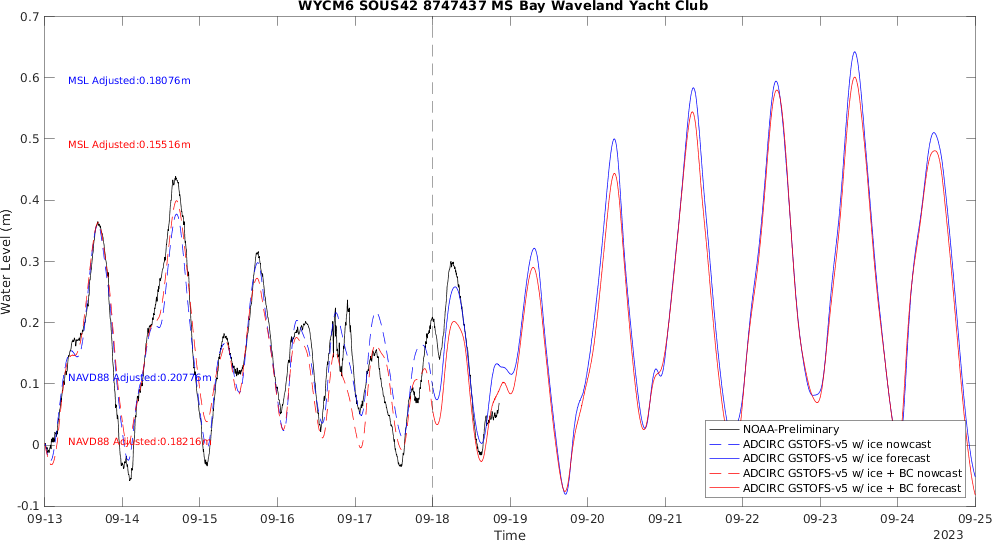 WYCM6 SOUS42 8747437 MS Bay Waveland Yacht Club
0.7
0.6
0.5
0.4
0.3
0.2
0.1
0
-0.1
Water Level (m)
MSL Adjusted:0.18076m
MSL Adjusted:0.15516m
NAVD88 Adjusted:0.20776m
NAVD88 Adjusted:0.18216m
NOAA-Preliminary
ADCIRC GSTOFS-v5 w/ ice nowcast
ADCIRC GSTOFS-v5 w/ ice forecast
ADCIRC GSTOFS-v5 w/ ice + BC nowcast
ADCIRC GSTOFS-v5 w/ ice + BC forecast
09-13 09-14 09-15 09-16 09-17 09-18 09-19 09-20 09-21 09-22 09-23 09-24 09-25
Time
2023